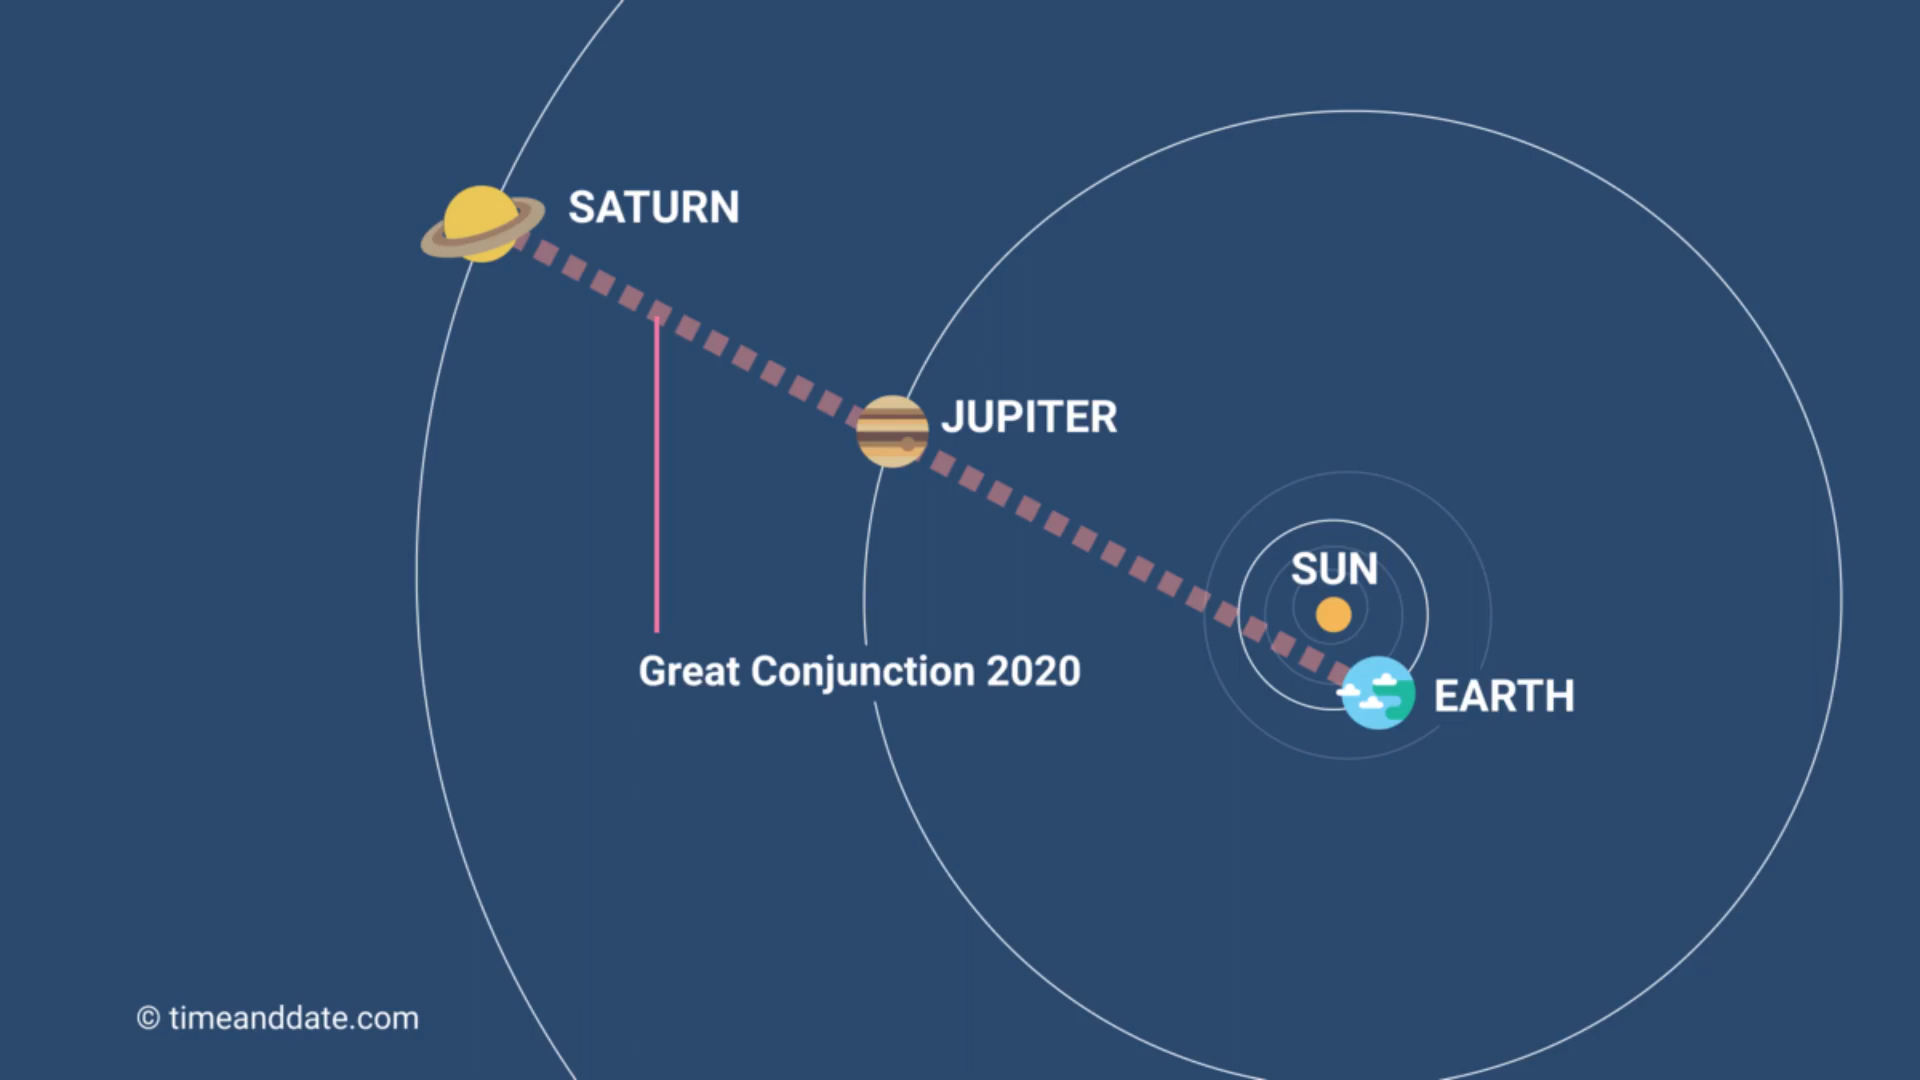 SATURN
JUPITER
SUN
Great Conjunction 2020
EARTH
© timeanddate.com